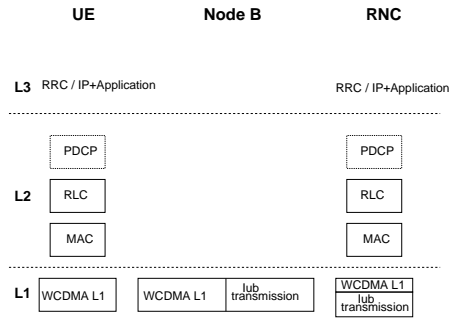 UE Node B RNC
L3 RRC / IP+Application RRC / IP+Application
PDCP PDCP
L2 RLC RLC
MAC MAC
L1 WCDMA L1 WCDMA L1 Iub transmission WCDMA L1 Iub transmission